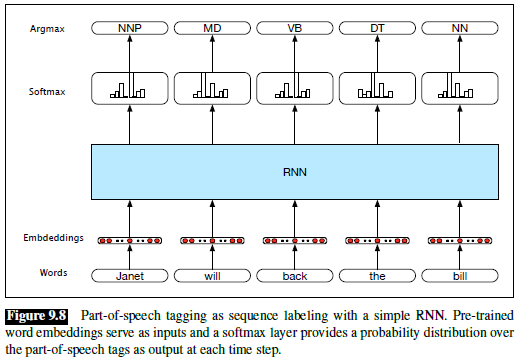 Argmax NNP MD VB DT NN
Softmax
RNN
Embdeddings
Words Janet will back the bill
Figure 9.8 Part-of-speech tagging as sequence labeling with a simple RNN. Pre-trained
word embeddings serve as inputs and a softmax layer provides a probability distribution over
the part-of-speech tags as output at each time step.